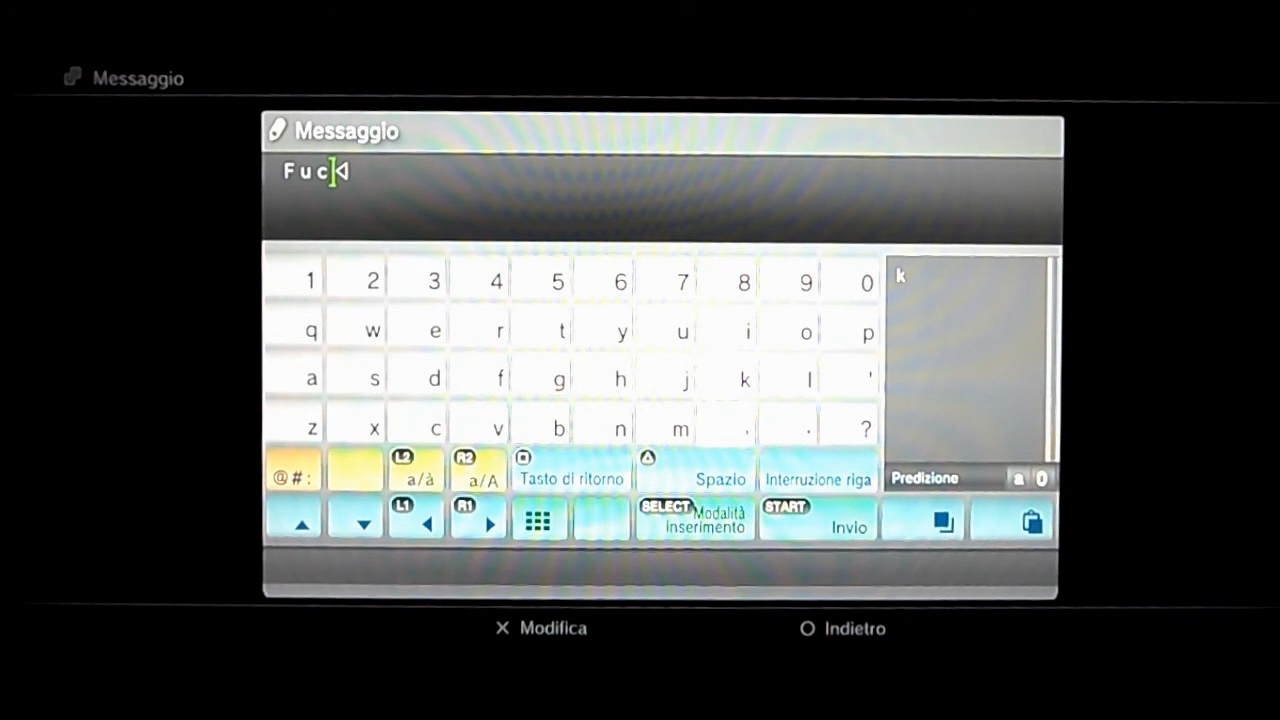 Messaggio
Messaggio
Fuc
1 2 3 4 5 6 7 8 9 0
k
q w e r t y u i o p
a s d f g h j k l '
z x c v b n m , . ?
@#: L2 a/à R2 a/A Tasto di ritorno Spazio Interruzione riga Predizione a 0
L1 R1 SELECT Modalità inserimento START Invio
X Modifica O Indietro